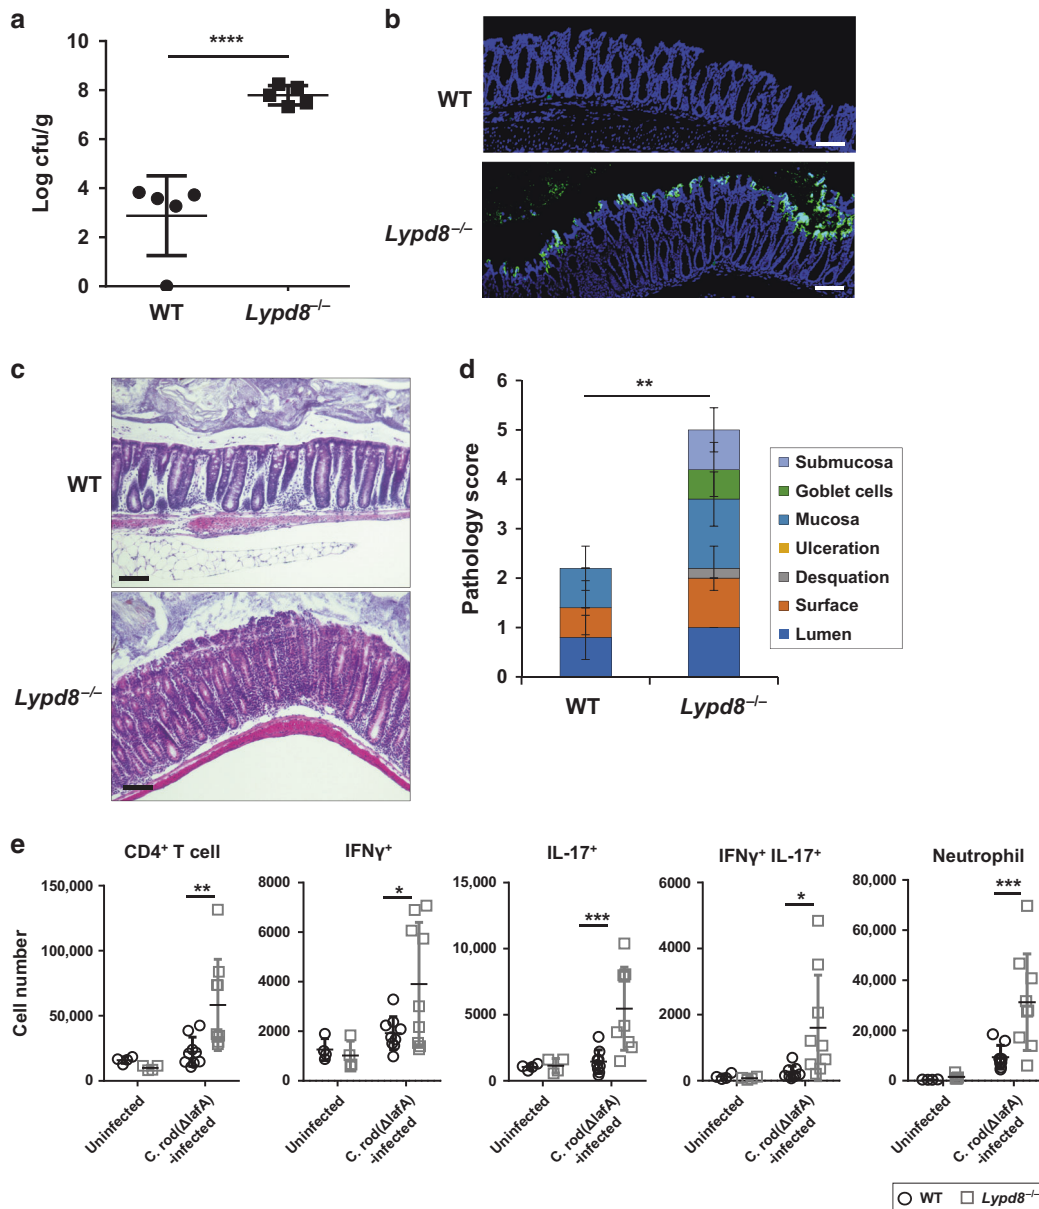 a
10
8
6
4
2
0
Log cfu/g
****
WT
Lypd8–/–
b
WT
Lypd8–/–
c
WT
Lypd8–/–
d
6
5
4
3
2
1
0
Pathology score
**
WT
Lypd8–/–
Submucosa
Goblet cells
Mucosa
Ulceration
Desquation
Surface
Lumen
e
Cell number
CD4+ T cell
150,000
100,000
50,000
0
**
Uninfected
C. rod(ΔlafA)
-infected
IFNγ+
8000
6000
4000
2000
0
*
Uninfected
C. rod(ΔlafA)
-infected
IL-17+
15,000
10,000
5000
0
***
Uninfected
C. rod(ΔlafA)
-infected
IFNγ+ IL-17+
6000
4000
2000
0
*
Uninfected
C. rod(ΔlafA)
-infected
Neutrophil
80,000
60,000
40,000
20,000
0
***
Uninfected
C. rod(ΔlafA)
-infected
WT
Lypd8–/–